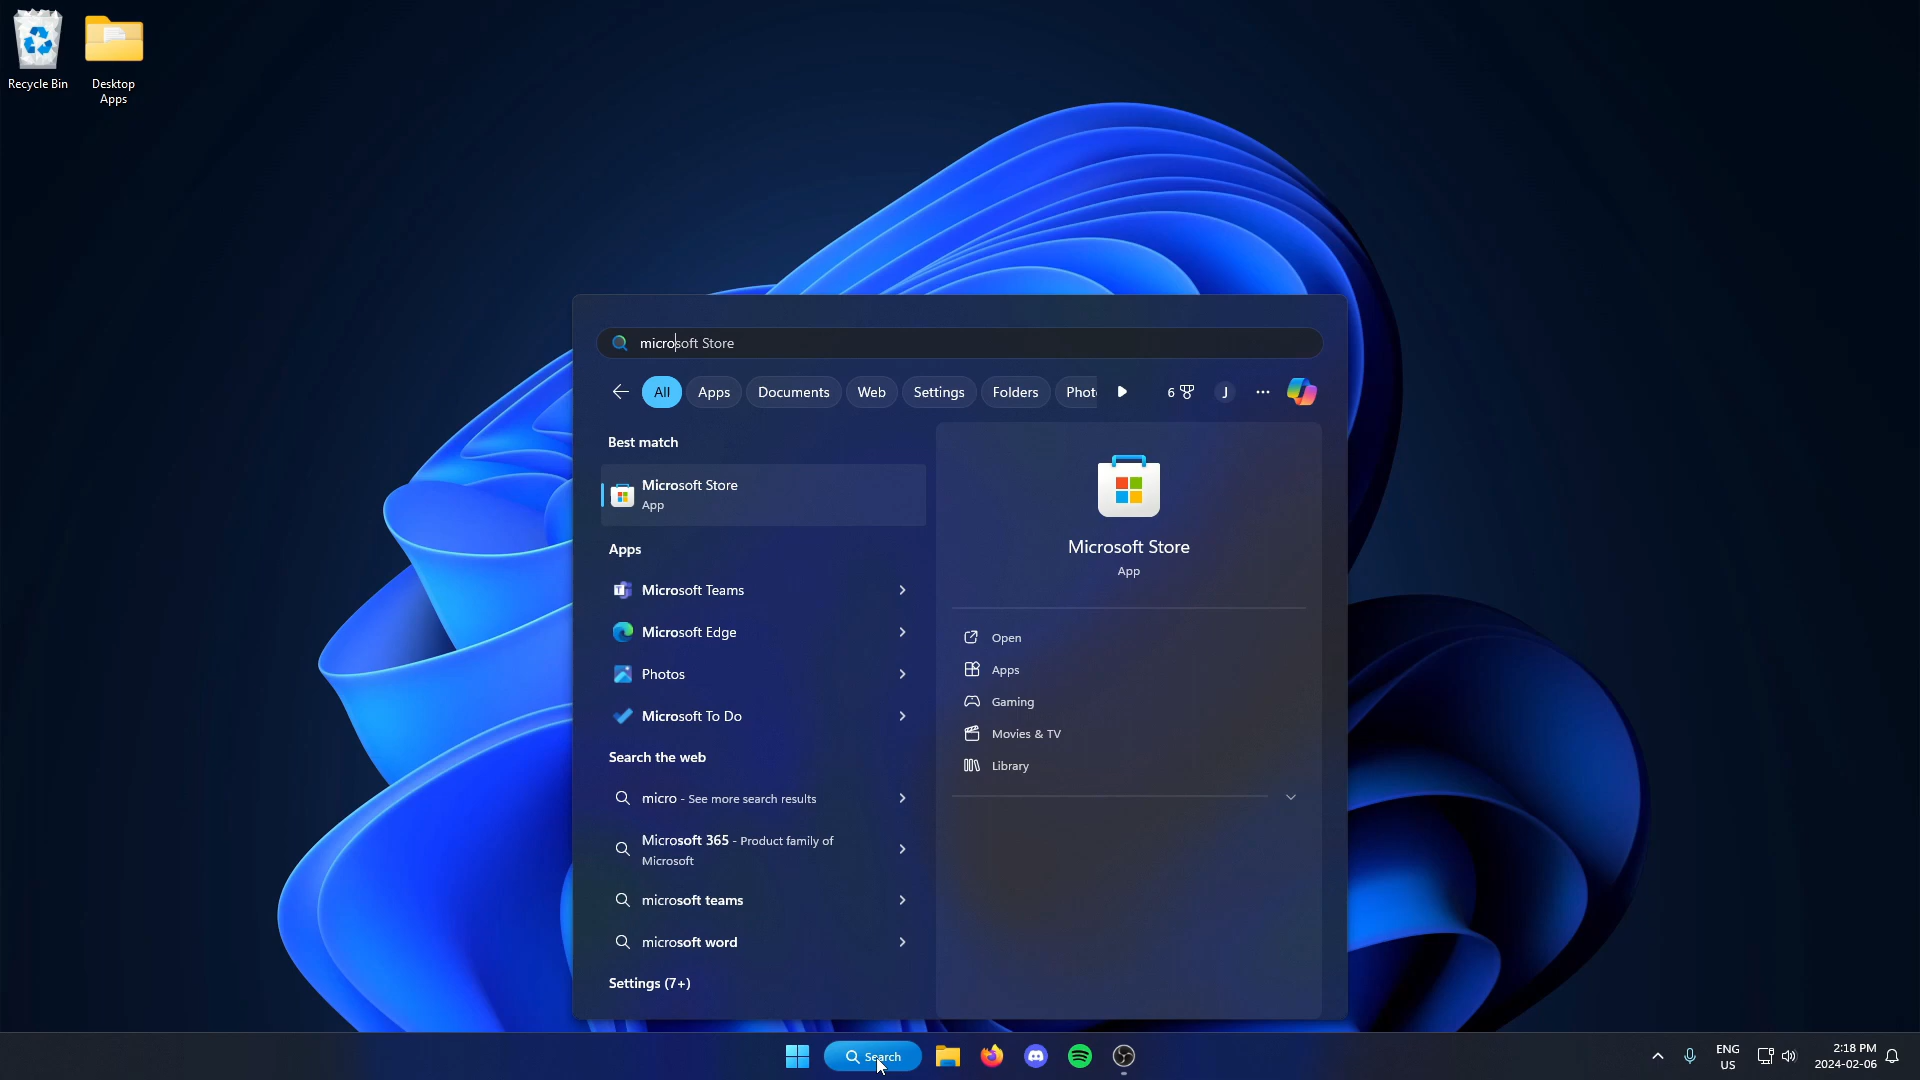 Recycle Bin
Desktop
Apps
microsoft Store
All
Apps
Documents
Web
Settings
Folders
Phot
6
J
Best match
Microsoft Store
App
Apps
Microsoft Teams
Microsoft Edge
Photos
Microsoft To Do
Search the web
micro - See more search results
Microsoft 365 - Product family of
Microsoft
microsoft teams
microsoft word
Settings (7+)
Microsoft Store
App
Open
Apps
Gaming
Movies & TV
Library
Search
ENG
US
2:18 PM
2024-02-06